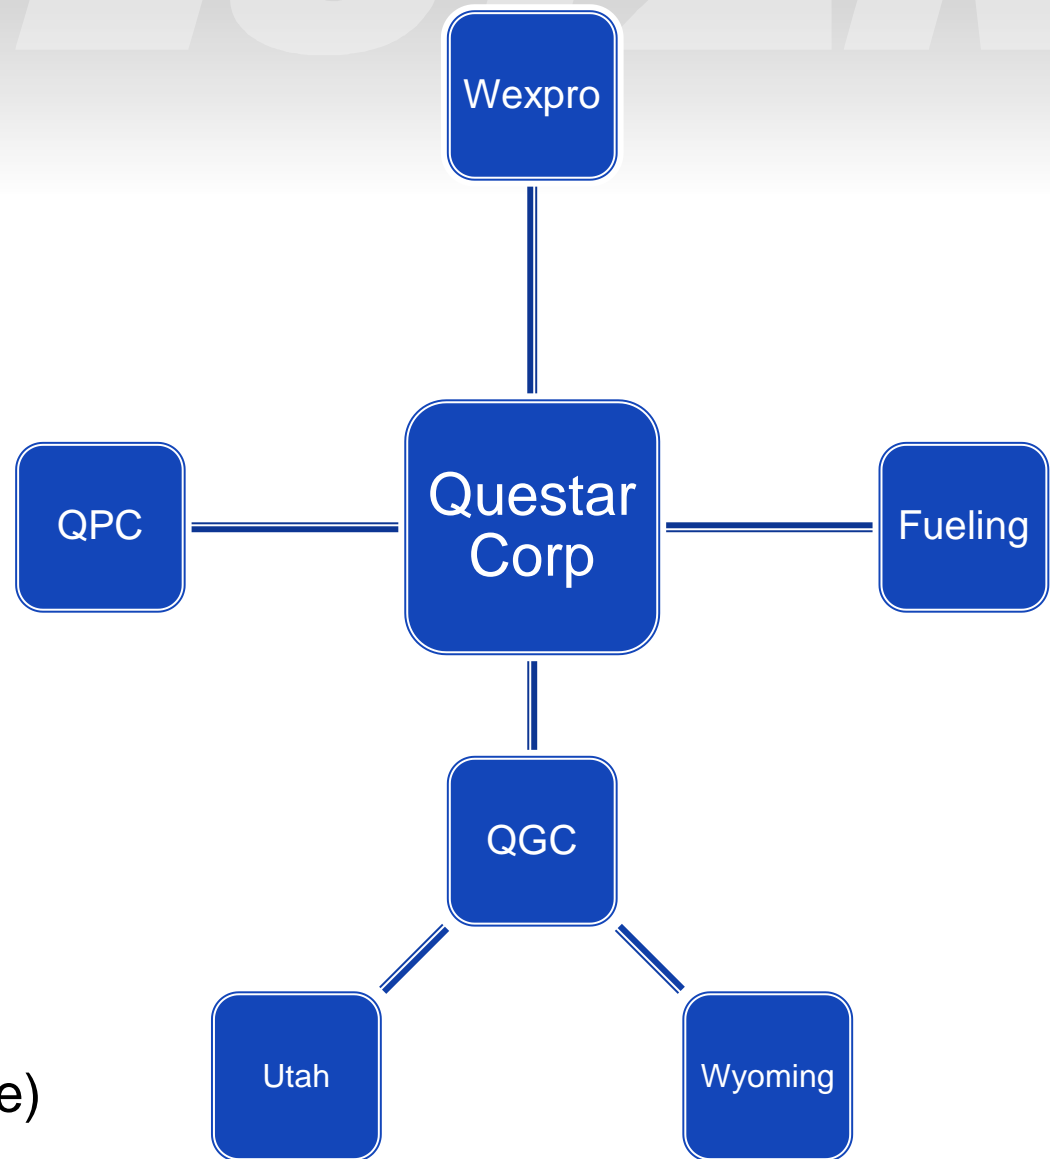 Wexpro
QPC
Questar
Corp
Fueling
QGC
Utah
Wyoming
e)